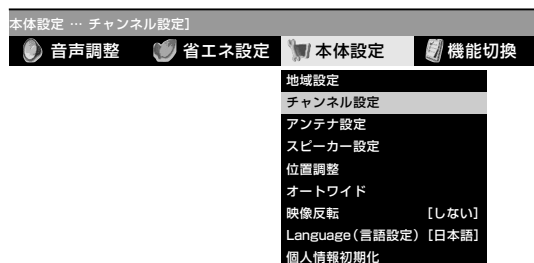 本体設定 … チャンネル設定]
音声調整 省エネ設定 本体設定 機能切換
地域設定
チャンネル設定
アンテナ設定
スピーカー設定
位置調整
オートワイド
映像反転 [しない]
Language(言語設定) [日本語]
個人情報初期化